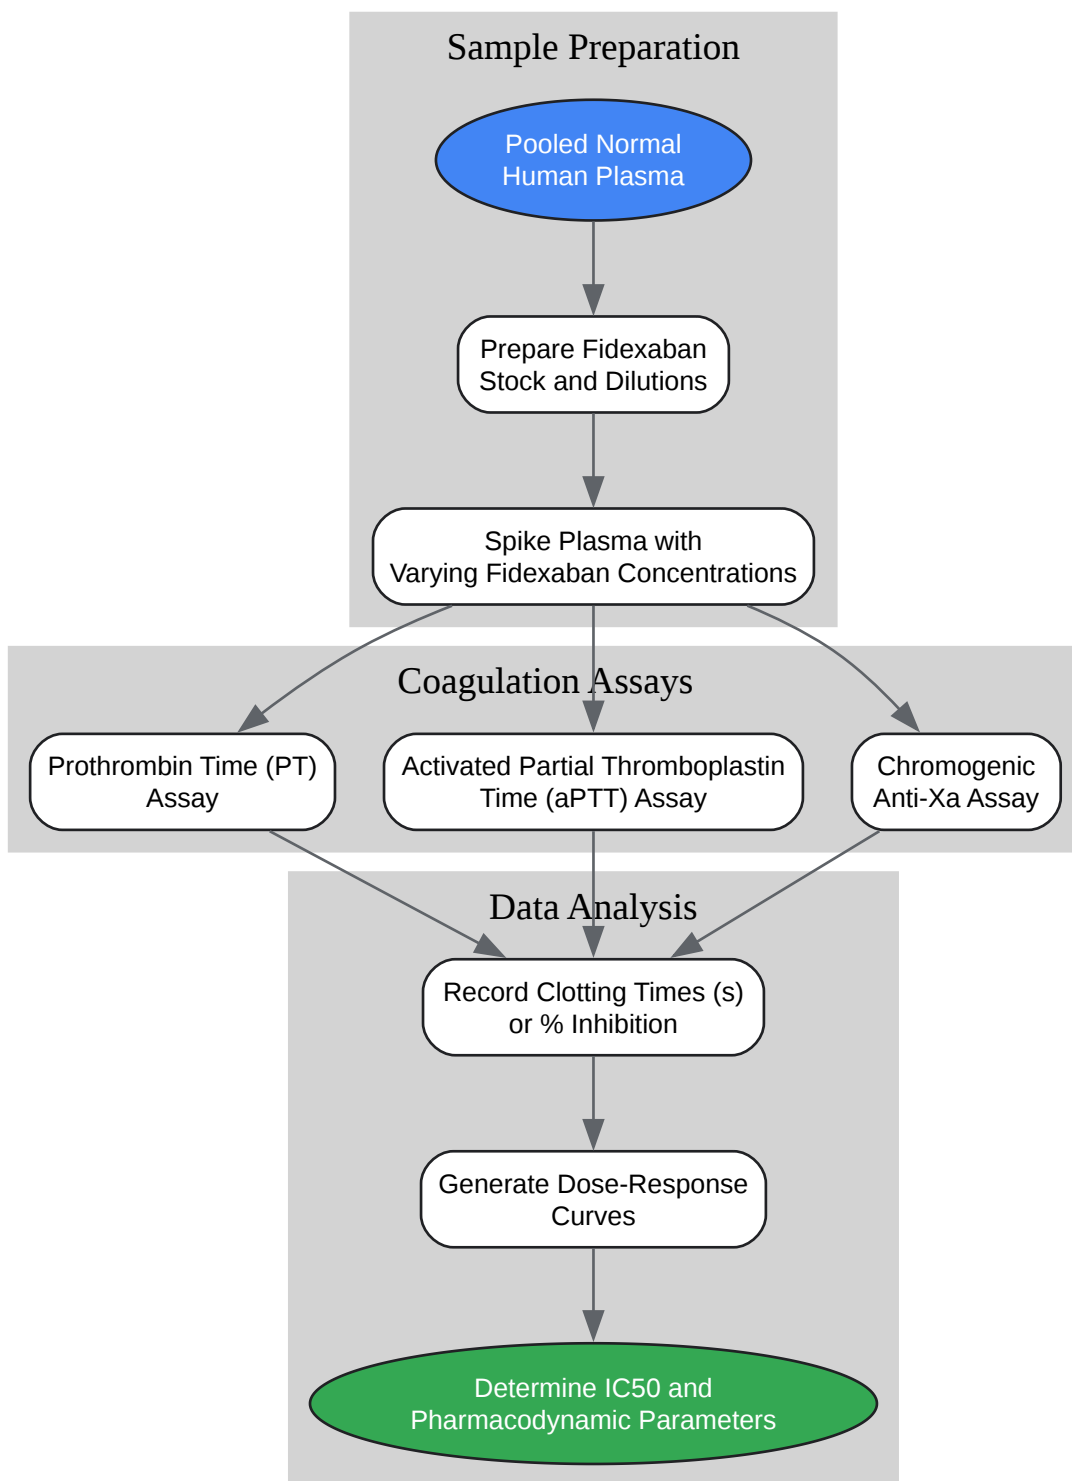 Sample Preparation
Pooled Normal
Human Plasma
Prepare Fidexaban
Stock and Dilutions
Spike Plasma with
Varying Fidexaban Concentrations
Coagulation Assays
Prothrombin Time (PT)
Assay
Activated Partial Thromboplastin
Time (aPTT) Assay
Chromogenic
Anti-Xa Assay
Data Analysis
Record Clotting Times (s)
or % Inhibition
Generate Dose-Response
Curves
Determine IC50 and
Pharmacodynamic Parameters